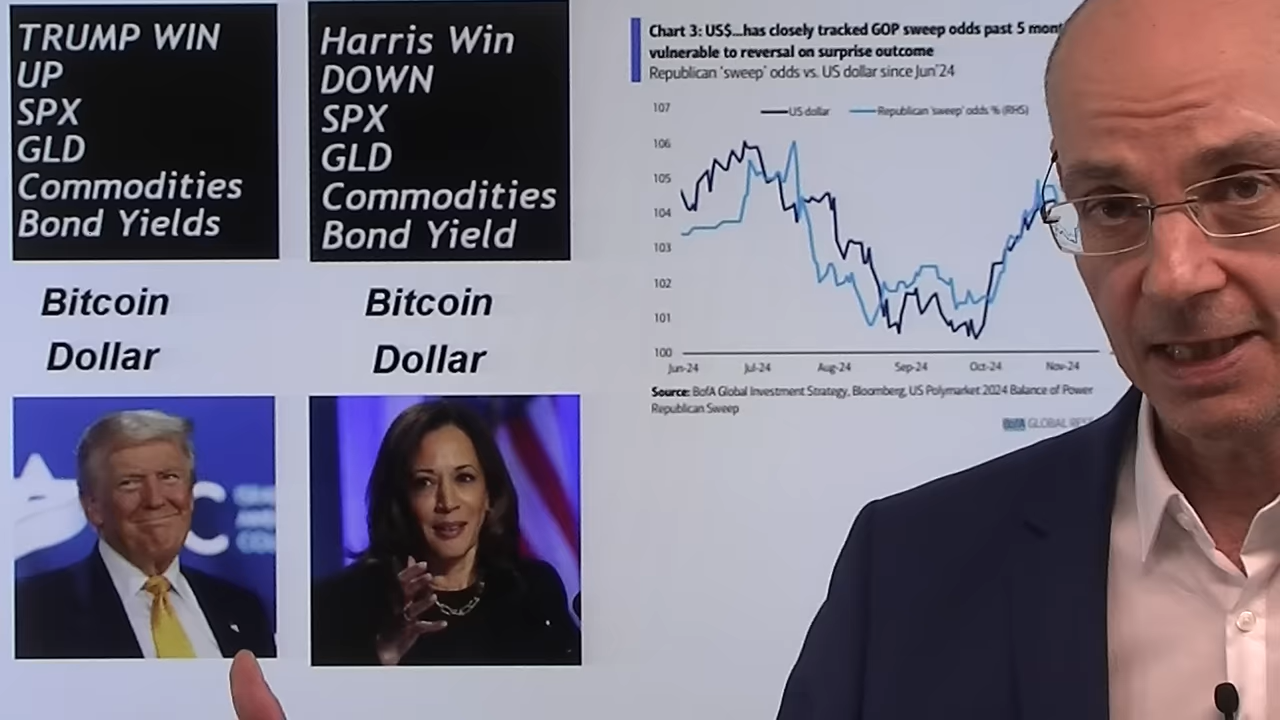 TRUMP WIN
UP
SPX
GLD
Commodities
Bond Yields
Bitcoin
Dollar
Harris Win
DOWN
SPX
GLD
Commodities
Bond Yield
Bitcoin
Dollar
Chart 3: US$...has closely tracked GOP sweep odds past 5
vulnerable to reversal on surprise outcome
Republican 'sweep' odds vs. US dollar since Jun'24
US dollar
Republican 'sweep' odds % (RHS)
107
106
105
104
103
102
101
100
Jun-24
Jul-24
Aug-24
Sep-24
Oct-24
Nov-24
Source: BofA Global Investment Strategy, Bloomberg, US Polymarket 2024 Balance of Power
Republican Sweep
BofA GLOBAL
C